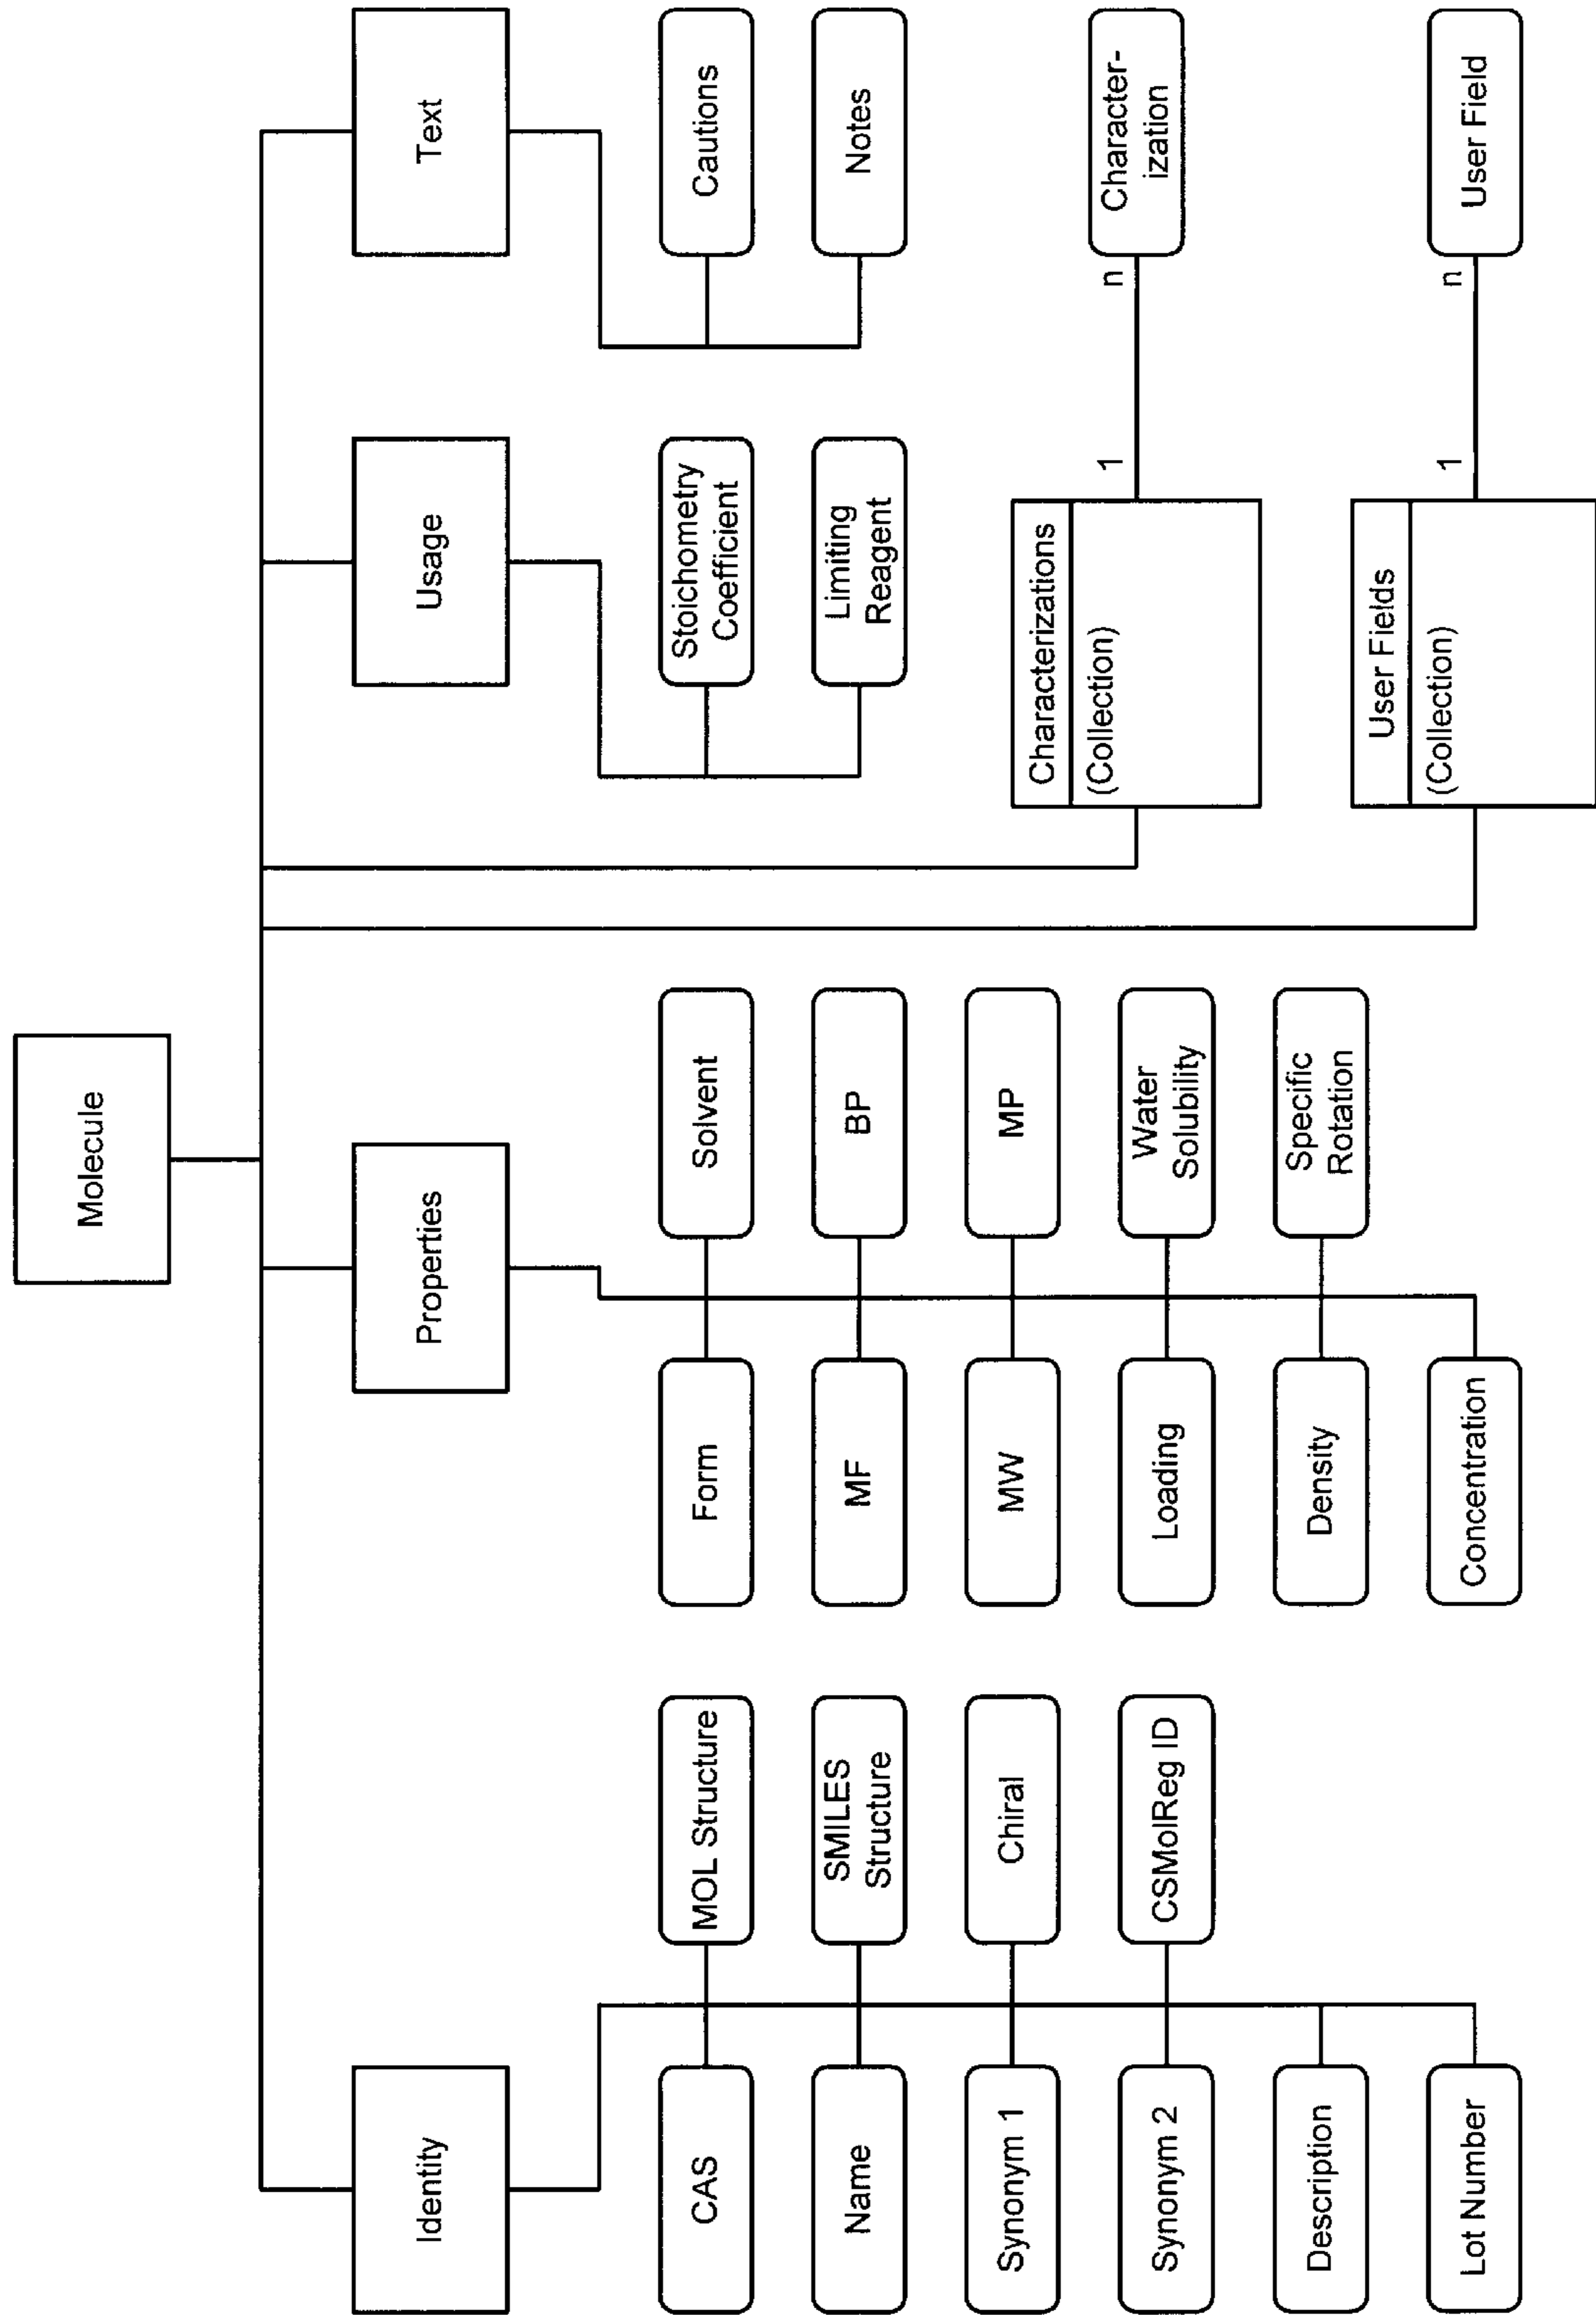 Molecule
Identity
Properties
Usage
Text
CAS
MOL Structure
Name
SMILES
Structure
Synonym 1
Chiral
Synonym 2
CSMolReg ID
Description
Lot Number
Form
Solvent
MF
BP
MW
MP
Loading
Water
Solubility
Density
Specific
Rotation
Concentration
Stoichometry
Coefficient
Limiting
Reagent
Cautions
Notes
Characterizations
(Collection)
1
n
Character-
ization
User Fields
(Collection)
1
n
User Field